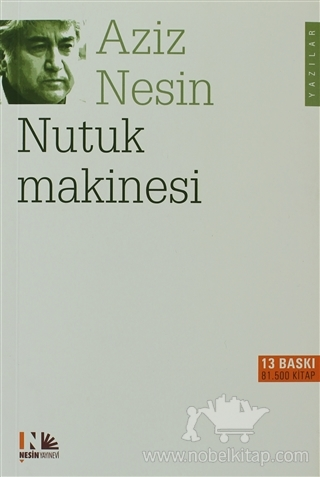 Aziz
Nesin
Nutuk
makinesi
YAZILAR
13 BASKI
81.500 KİTAP
NESİN YAYINEVİ
www.nobelkitap.com